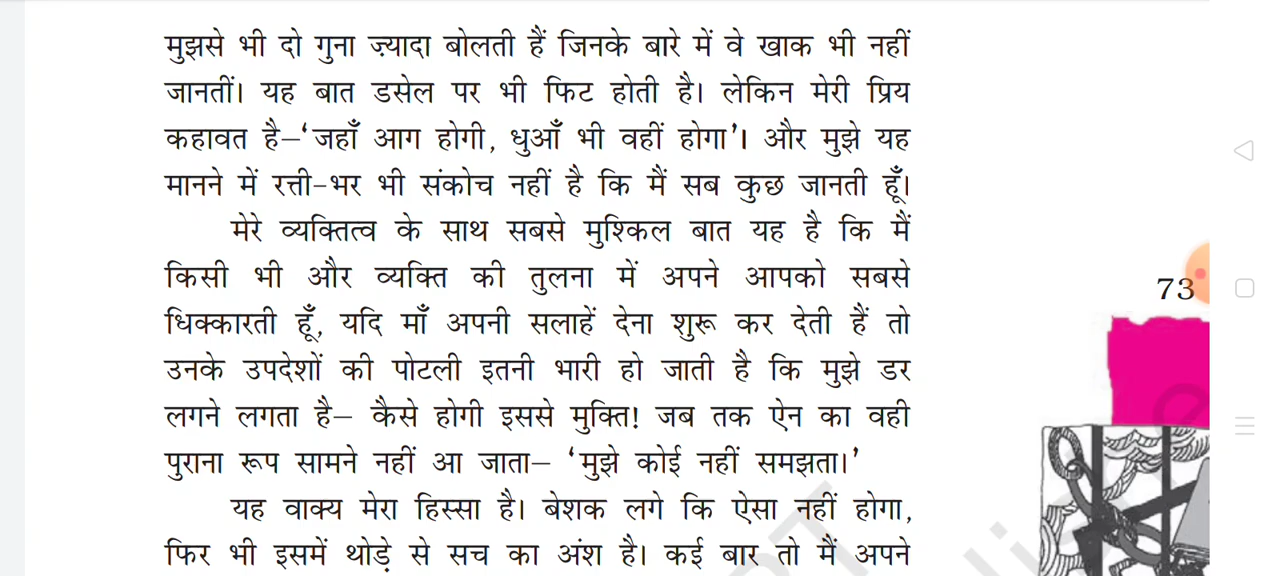 मुझसे भी दो गुना ज़्यादा बोलती हैं जिनके बारे में वे खाक भी नहीं
जानतीं। यह बात डसेल पर भी फिट होती है। लेकिन मेरी प्रिय
कहावत है–‘जहाँ आग होगी, धुआँ भी वहीं होगा’। और मुझे यह
मानने में रत्ती-भर भी संकोच नहीं है कि मैं सब कुछ जानती हूँ।
मेरे व्यक्तित्व के साथ सबसे मुश्किल बात यह है कि मैं
किसी भी और व्यक्ति की तुलना में अपने आपको सबसे
धिक्कारती हूँ, यदि माँ अपनी सलाहें देना शुरू कर देती हैं तो
उनके उपदेशों की पोटली इतनी भारी हो जाती है कि मुझे डर
लगने लगता है– कैसे होगी इससे मुक्ति! जब तक ऐन का वही
पुराना रूप सामने नहीं आ जाता– ‘मुझे कोई नहीं समझता।’
यह वाक्य मेरा हिस्सा है। बेशक लगे कि ऐसा नहीं होगा,
फिर भी इसमें थोड़े से सच का अंश है। कई बार तो मैं अपने
73